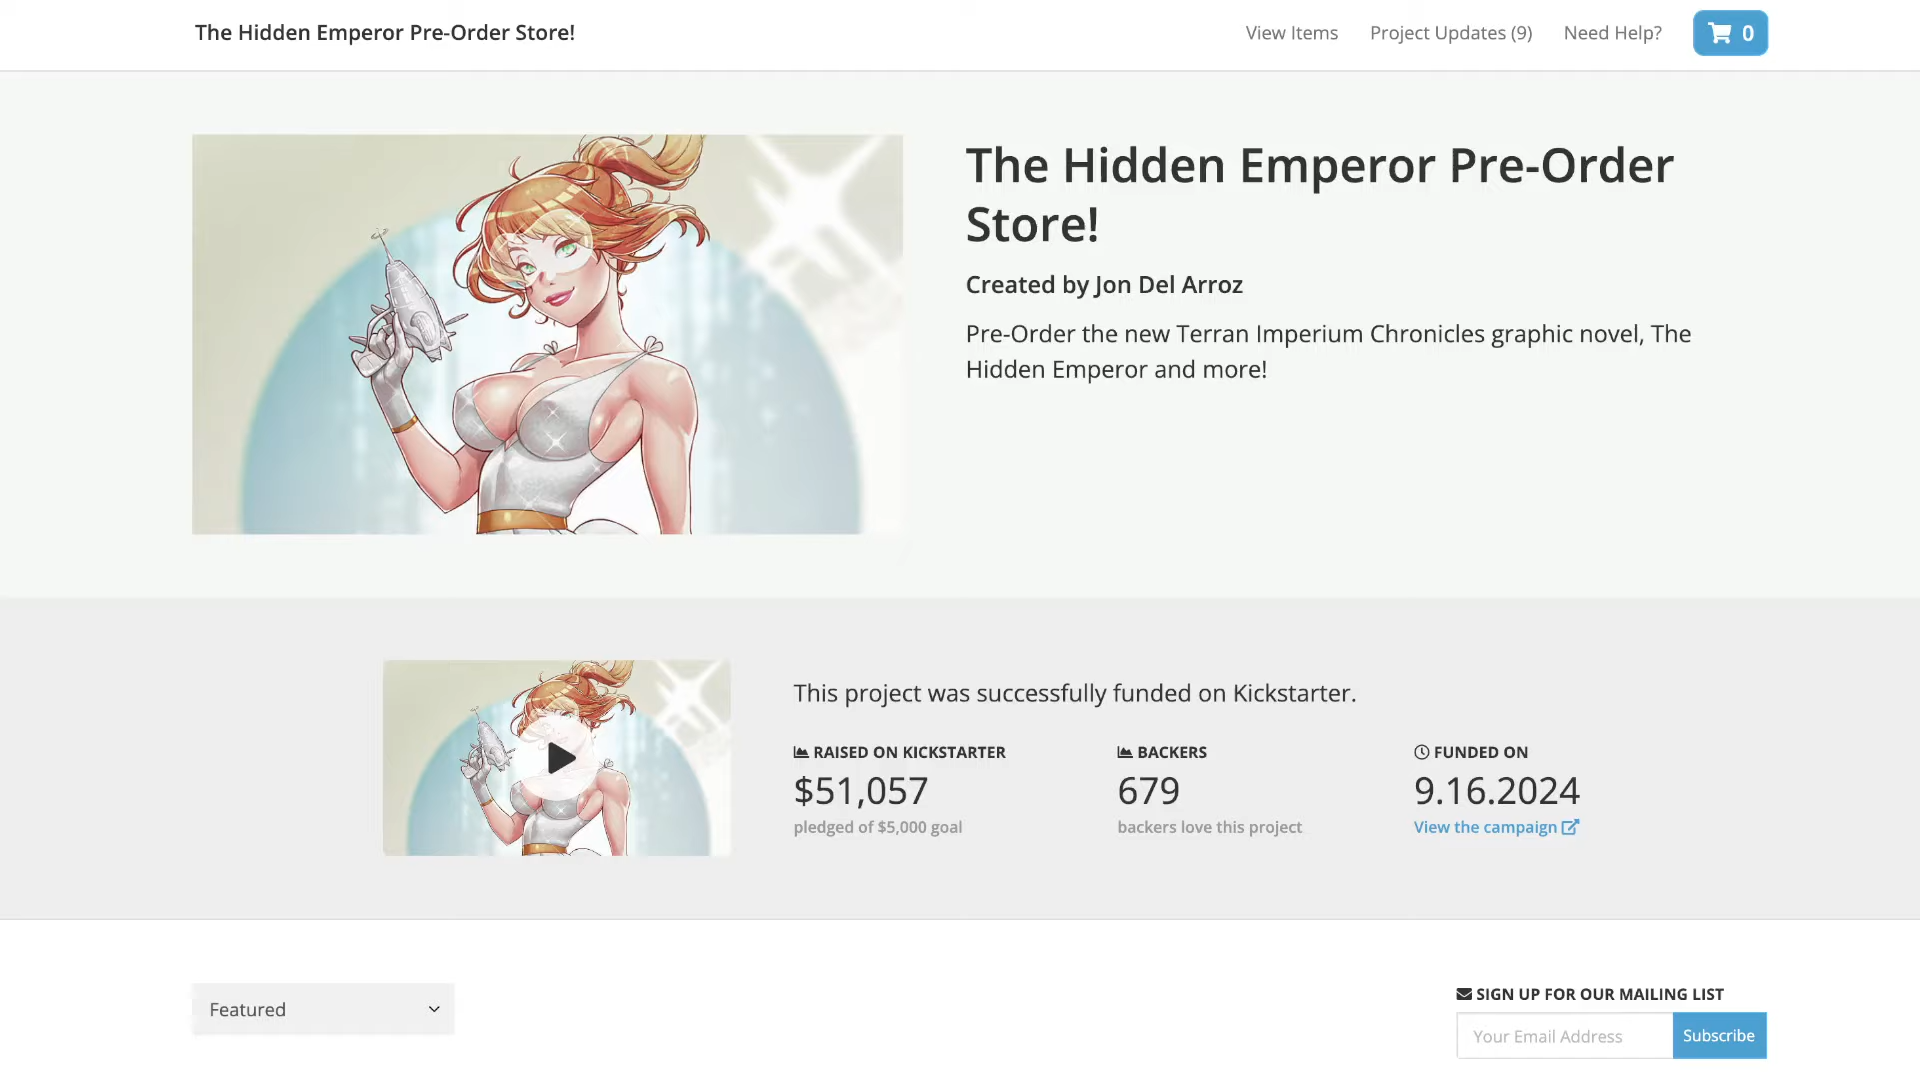 The Hidden Emperor Pre-Order Store!
View Items
Project Updates (9)
Need Help?
0
The Hidden Emperor Pre-Order
Store!
Created by Jon Del Arroz
Pre-Order the new Terran Imperium Chronicles graphic novel, The
Hidden Emperor and more!
This project was successfully funded on Kickstarter.
RAISED ON KICKSTARTER
$51,057
pledged of $5,000 goal
BACKERS
679
backers love this project
FUNDED ON
9.16.2024
View the campaign
Featured
SIGN UP FOR OUR MAILING LIST
Your Email Address
Subscribe